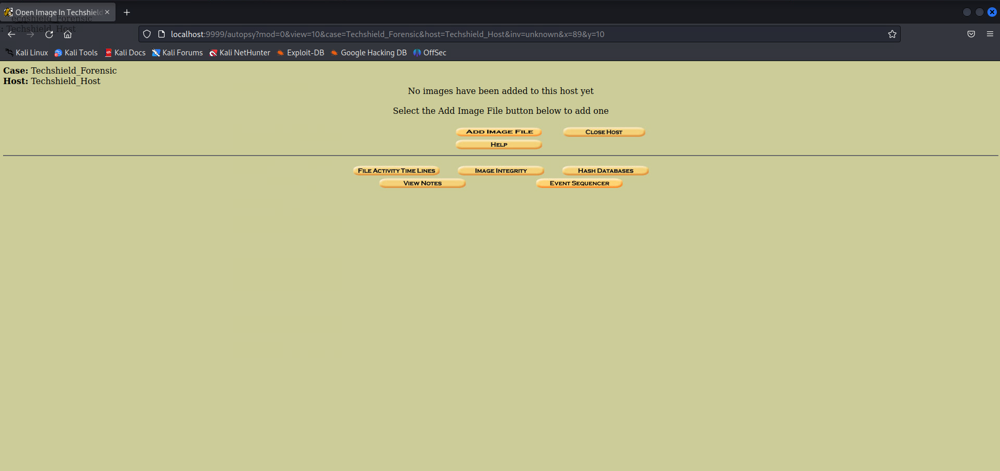 Open Image In Techshield
echshield_Forensic
: Techshield_Host
localhost:9999/autopsy?mod=0&view=10&case=Techshield_Forensic&host=Techshield_Host&inv=unknown&x=89&y=10
Kali Linux Kali Tools Kali Docs Kali Forums Kali NetHunter Exploit-DB Google Hacking DB OffSec
Case: Techshield_Forensic
Host: Techshield_Host
No images have been added to this host yet
Select the Add Image File button below to add one
ADD IMAGE FILE CLOSE HOST
HELP
FILE ACTIVITY TIME LINES IMAGE INTEGRITY HASH DATABASES
VIEW NOTES EVENT SEQUENCER